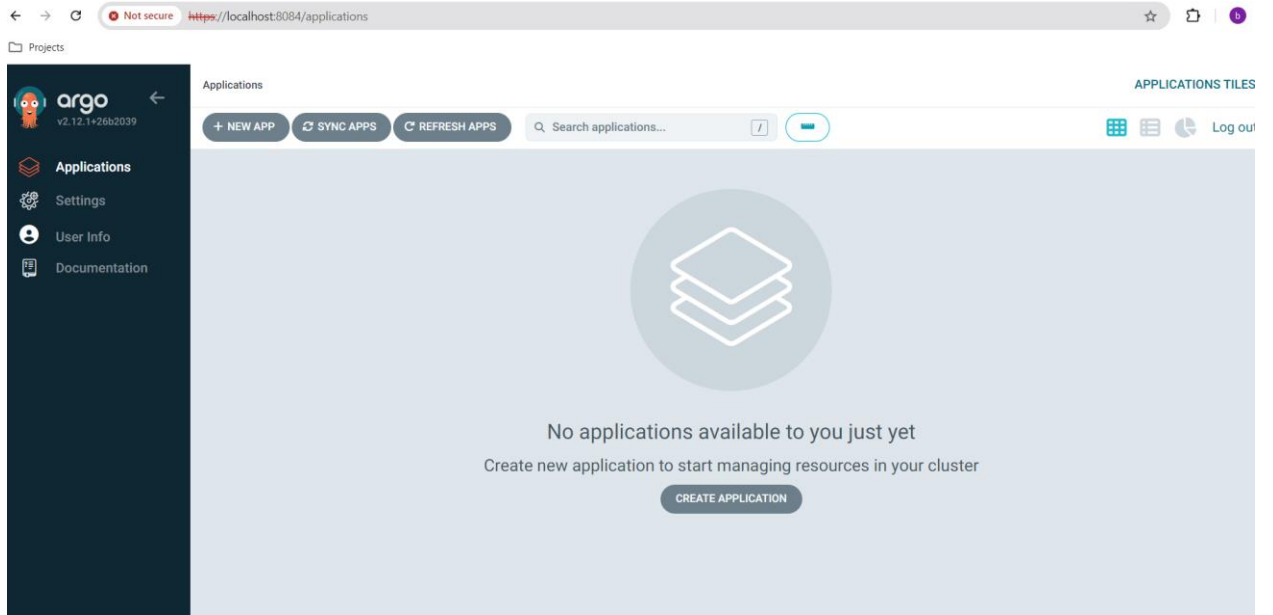 Not secure https://localhost:8084/applications
b
Projects
argo
v2.12.1+26b2039
Applications
Settings
User Info
Documentation
Applications
APPLICATIONS TILES
+ NEW APP SYNC APPS REFRESH APPS Search applications... / Log out
No applications available to you just yet
Create new application to start managing resources in your cluster
CREATE APPLICATION